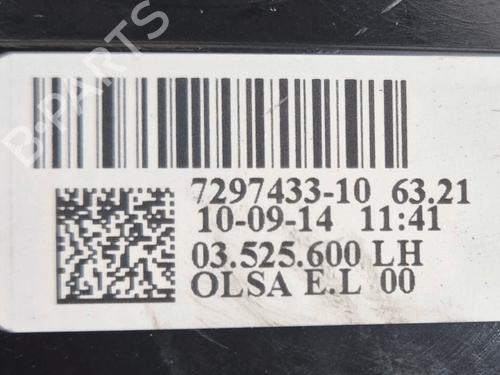 B-PARTS
7297433-10 63.21
10-09-14 11:41
03.525.600 LH
OLSA E.L 00